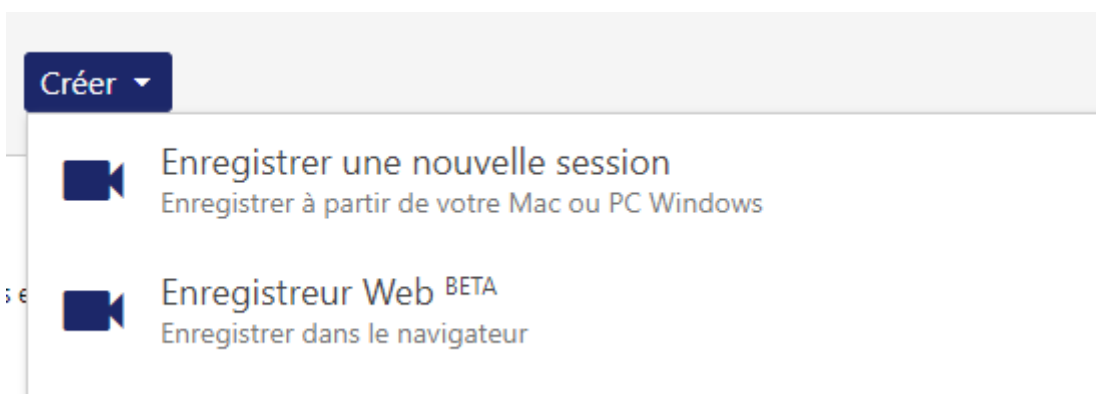 Créer
Enregistrer une nouvelle session
Enregistrer à partir de votre Mac ou PC Windows
Enregistreur Web BETA
Enregistrer dans le navigateur